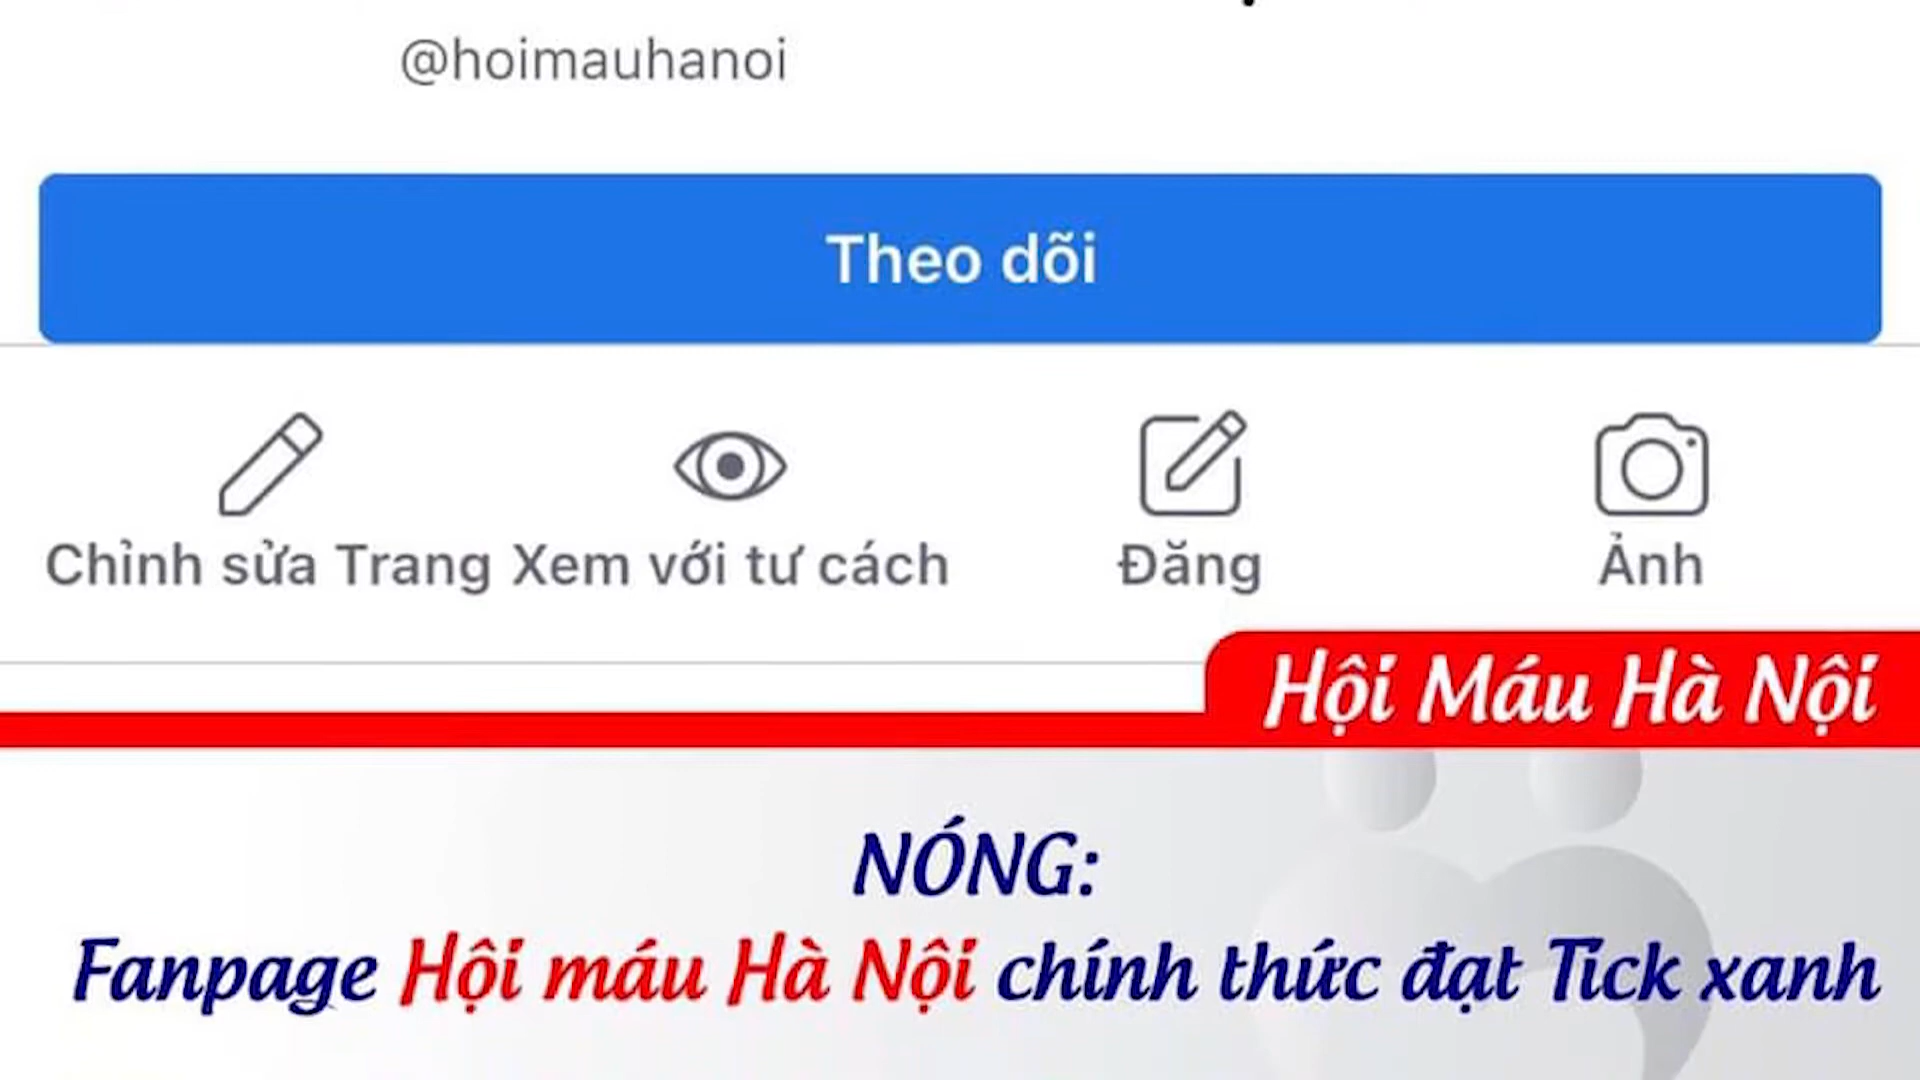 @hoimauhanoi
Theo dõi
Chỉnh sửa Trang Xem với tư cách Đăng Ảnh
Hội Máu Hà Nội
NÓNG:
Fanpage Hội máu Hà Nội chính thức đạt Tick xanh